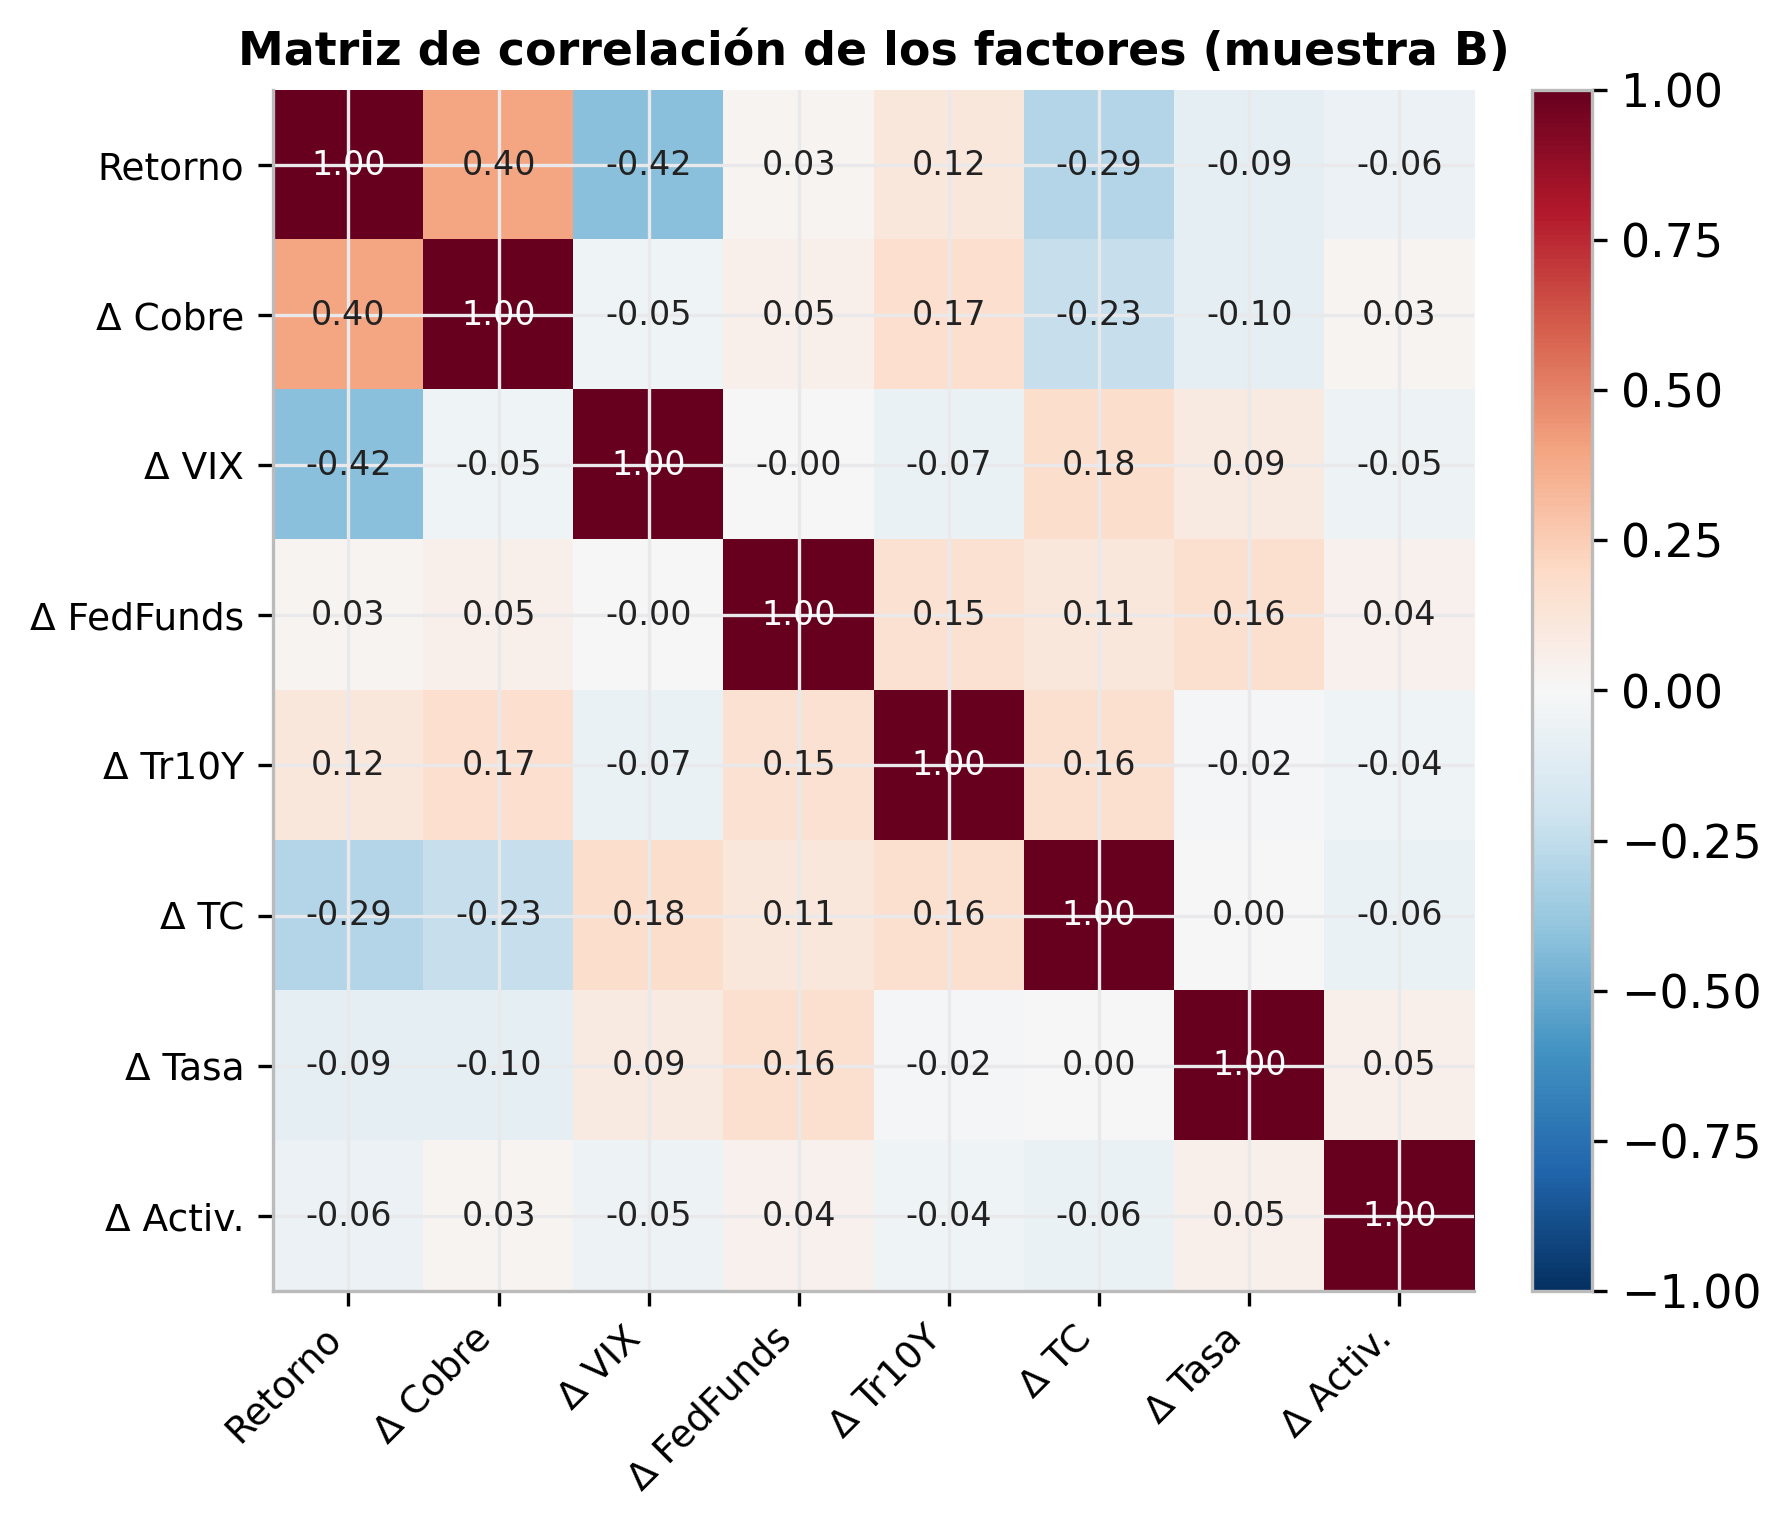 Matriz de correlación de los factores (muestra B)
Retorno 1.00 0.40 -0.42 0.03 0.12 -0.29 -0.09 -0.06
Δ Cobre 0.40 1.00 -0.05 0.05 0.17 -0.23 -0.10 0.03
Δ VIX -0.42 -0.05 1.00 -0.00 -0.07 0.18 0.09 -0.05
Δ FedFunds 0.03 0.05 -0.00 1.00 0.15 0.11 0.16 0.04
Δ Tr10Y 0.12 0.17 -0.07 0.15 1.00 0.16 -0.02 -0.04
Δ TC -0.29 -0.23 0.18 0.11 0.16 1.00 0.00 -0.06
Δ Tasa -0.09 -0.10 0.09 0.16 -0.02 0.00 1.00 0.05
Δ Activ. -0.06 0.03 -0.05 0.04 -0.04 -0.06 0.05 1.00
Retorno Δ Cobre Δ VIX Δ FedFunds Δ Tr10Y Δ TC Δ Tasa Δ Activ.
1.00
0.75
0.50
0.25
0.00
−0.25
−0.50
−0.75
−1.00